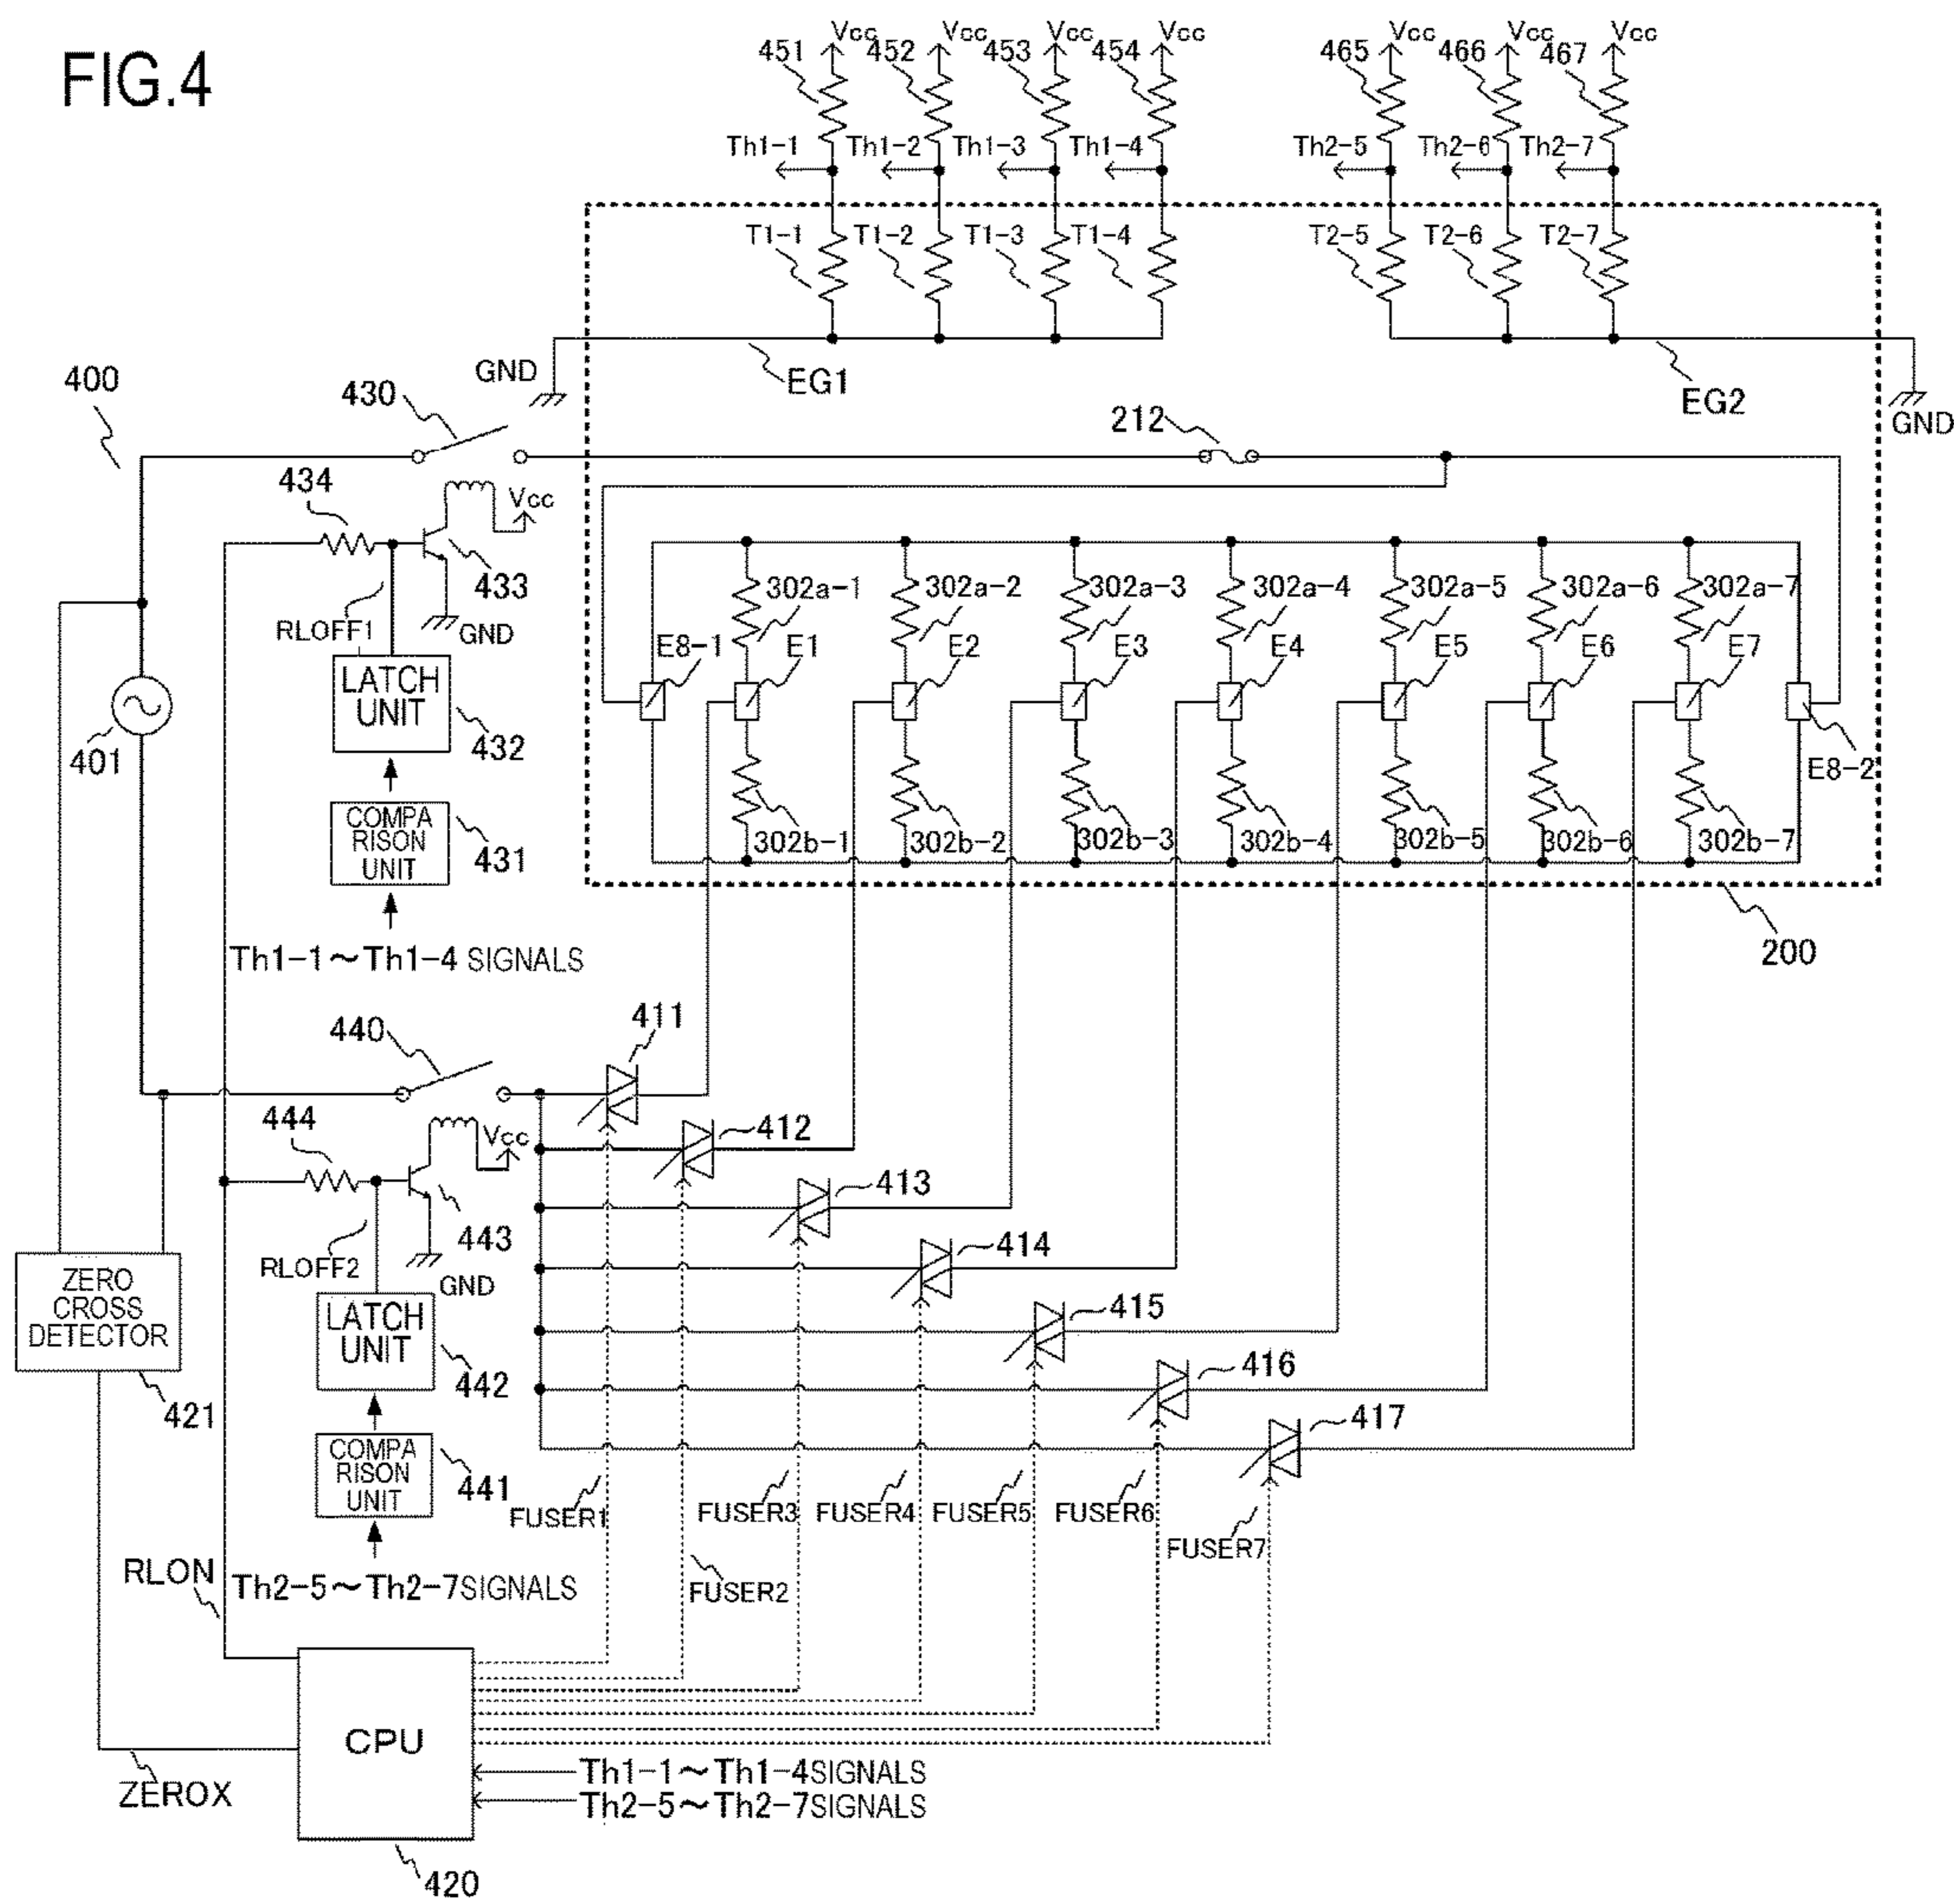 FIG.4
Vcc Vcc Vcc Vcc Vcc Vcc Vcc
451 452 453 454 465 466 467
Th1-1 Th1-2 Th1-3 Th1-4 Th2-5 Th2-6 Th2-7
T1-1 T1-2 T1-3 T1-4 T2-5 T2-6 T2-7
GND EG1 EG2 GND
400 430 212
434 Vcc
433
RLOFF1 GND
302a-1 302a-2 302a-3 302a-4 302a-5 302a-6 302a-7
E8-1 E1 E2 E3 E4 E5 E6 E7
LATCH
UNIT
432
401
E8-2
COMPA
RISON
UNIT
431
302b-1 302b-2 302b-3 302b-4 302b-5 302b-6 302b-7
Th1-1~Th1-4 SIGNALS
200
440 411
444 Vcc 412
413
443
RLOFF2 GND
414
ZERO
CROSS
DETECTOR
421
LATCH
UNIT
442
415
416
417
COMPA
RISON
UNIT
441
FUSER1 FUSER3 FUSER4 FUSER5 FUSER6
FUSER7
FUSER2
RLON
Th2-5~Th2-7SIGNALS
CPU
ZEROX
Th1-1~Th1-4SIGNALS
Th2-5~Th2-7SIGNALS
420